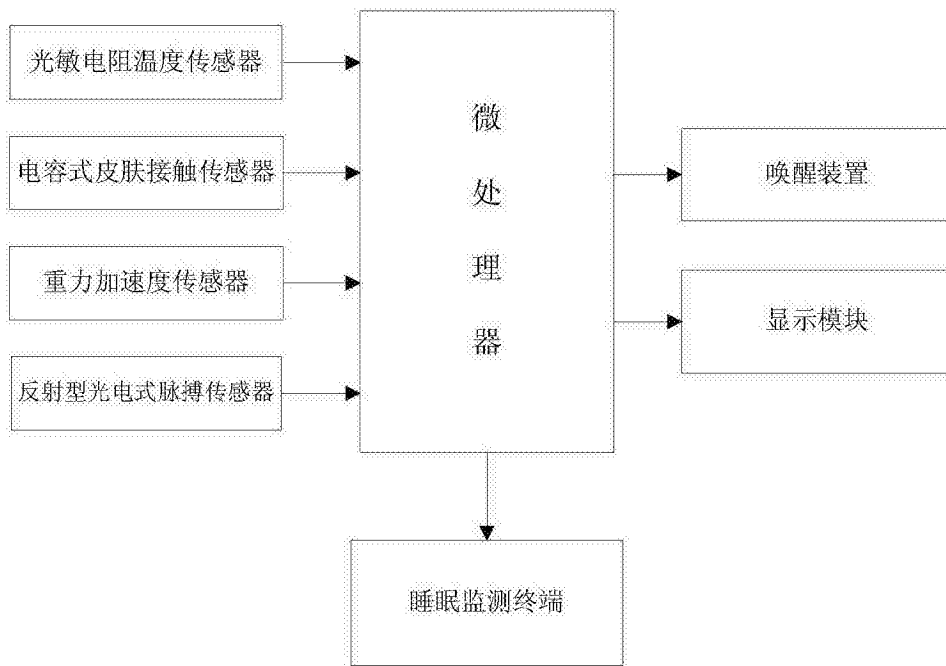 光敏电阻温度传感器
电容式皮肤接触传感器
重力加速度传感器
反射型光电式脉搏传感器
微处理器
唤醒装置
显示模块
睡眠监测终端